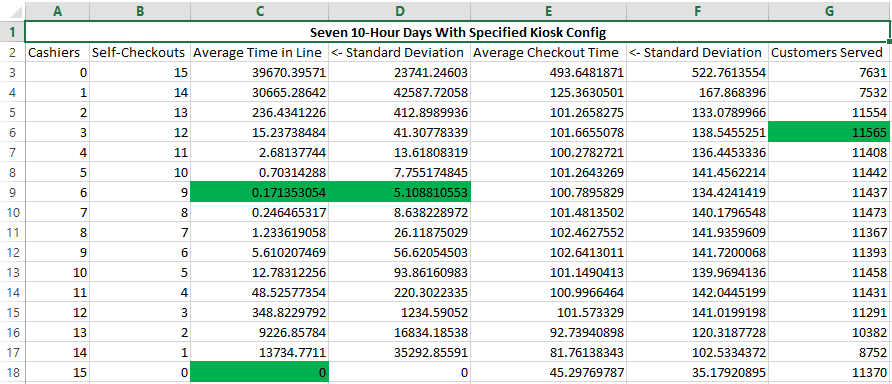 A B C D E F G
1 Seven 10-Hour Days With Specified Kiosk Config
2 Cashiers Self-Checkouts Average Time in Line <- Standard Deviation Average Checkout Time <- Standard Deviation Customers Served
3 0 15 39670.39571 23741.24603 493.6481871 522.7613554 7631
4 1 14 30665.28642 42587.72058 125.3630501 167.868396 7532
5 2 13 236.4341226 412.8989936 101.2658275 133.0789966 11554
6 3 12 15.23738484 41.30778339 101.6655078 138.5455251 11565
7 4 11 2.68137744 13.61808319 100.2782721 136.4453336 11408
8 5 10 0.70314288 7.755174845 101.2643269 141.4562214 11442
9 6 9 0.171353054 5.108810553 100.7895829 134.4241419 11437
10 7 8 0.246465317 8.638228972 101.4813502 140.1796548 11473
11 8 7 1.233619058 26.11875029 102.4627552 141.9359609 11367
12 9 6 5.610207469 56.62054503 102.6413011 141.7200068 11393
13 10 5 12.78312256 93.86160983 101.1490413 139.9694136 11458
14 11 4 48.52577354 220.3022335 100.9966464 142.0445199 11431
15 12 3 348.8229792 1234.59052 101.573329 141.0199198 11291
16 13 2 9226.85784 16834.18538 92.73940898 120.3187728 10382
17 14 1 13734.7711 35292.85591 81.76138343 102.5334372 8752
18 15 0 0 0 45.29769787 35.17920895 11370